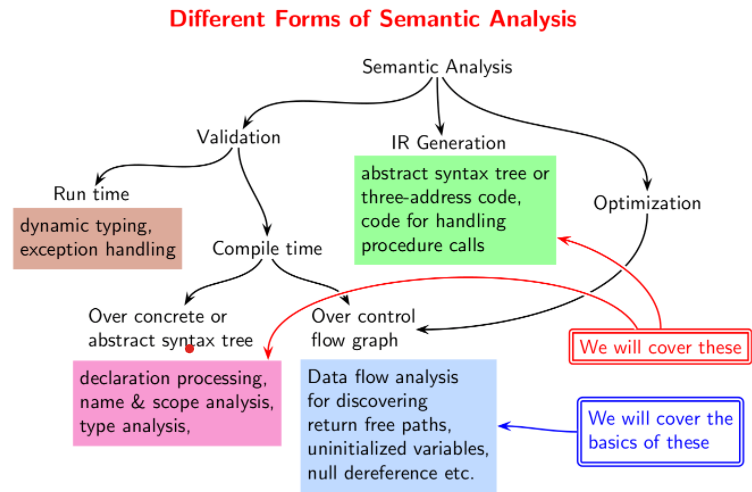 Different Forms of Semantic Analysis
Semantic Analysis
Validation
IR Generation
abstract syntax tree or
three-address code,
code for handling
procedure calls
Optimization
Run time
dynamic typing,
exception handling
Compile time
Over concrete or
abstract syntax tree
declaration processing,
name & scope analysis,
type analysis,
Over control
flow graph
Data flow analysis
for discovering
return free paths,
uninitialized variables,
null dereference etc.
We will cover these
We will cover the
basics of these